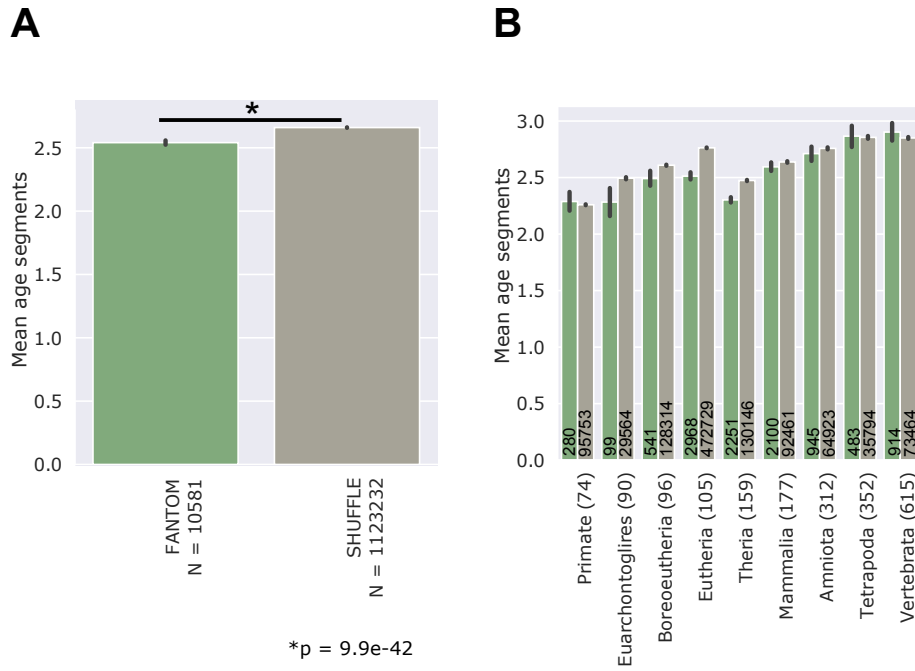 A
Mean age segments
2.5
2.0
1.5
1.0
0.5
0.0
*
FANTOM
N = 10581
SHUFFLE
N = 1123232
*p = 9.9e-42
B
Mean age segments
3.0
2.5
2.0
1.5
1.0
0.5
0.0
280
95753
99
29564
541
128314
2968
472729
2251
130146
2100
92461
945
64923
483
35794
914
73464
Primate (74)
Euarchontoglires (90)
Boreoeutheria (96)
Eutheria (105)
Theria (159)
Mammalia (177)
Amniota (312)
Tetrapoda (352)
Vertebrata (615)